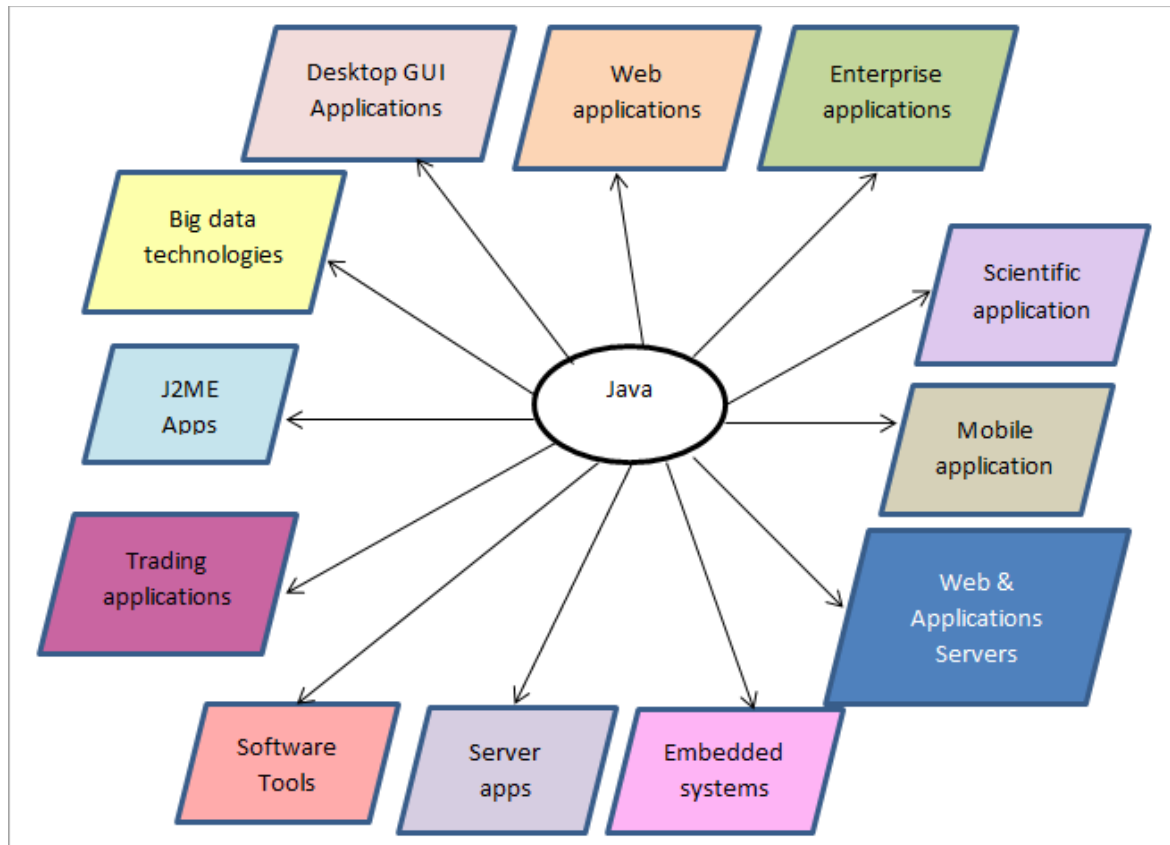 Desktop GUI
Applications
Web
applications
Enterprise
applications
Big data
technologies
Scientific
application
J2ME
Apps
Java
Mobile
application
Trading
applications
Web &
Applications
Servers
Software
Tools
Server
apps
Embedded
systems